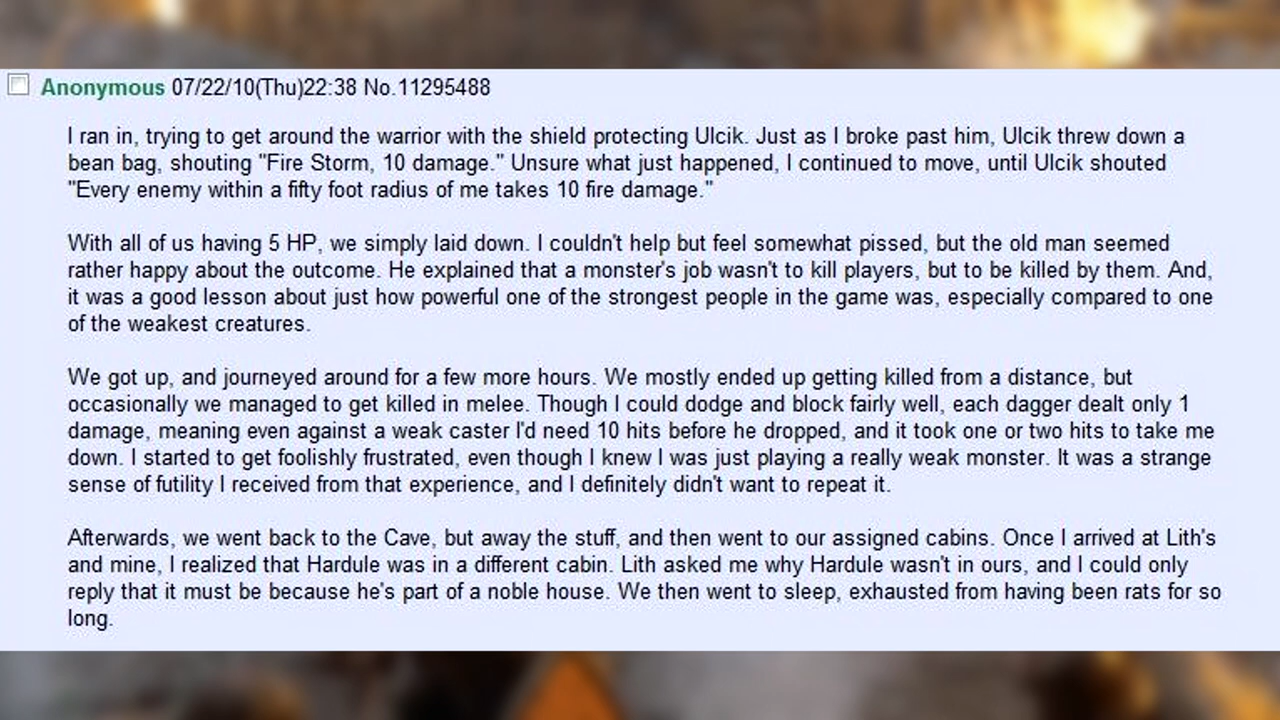 Anonymous 07/22/10(Thu)22:38 No.11295488
I ran in, trying to get around the warrior with the shield protecting Ulcik. Just as I broke past him, Ulcik threw down a
bean bag, shouting "Fire Storm, 10 damage." Unsure what just happened, I continued to move, until Ulcik shouted
"Every enemy within a fifty foot radius of me takes 10 fire damage."
With all of us having 5 HP, we simply laid down. I couldn't help but feel somewhat pissed, but the old man seemed
rather happy about the outcome. He explained that a monster's job wasn't to kill players, but to be killed by them. And,
it was a good lesson about just how powerful one of the strongest people in the game was, especially compared to one
of the weakest creatures.
We got up, and journeyed around for a few more hours. We mostly ended up getting killed from a distance, but
occasionally we managed to get killed in melee. Though I could dodge and block fairly well, each dagger dealt only 1
damage, meaning even against a weak caster I'd need 10 hits before he dropped, and it took one or two hits to take me
down. I started to get foolishly frustrated, even though I knew I was just playing a really weak monster. It was a strange
sense of futility I received from that experience, and I definitely didn't want to repeat it.
Afterwards, we went back to the Cave, but away the stuff, and then went to our assigned cabins. Once I arrived at Lith's
and mine, I realized that Hardule was in a different cabin. Lith asked me why Hardule wasn't in ours, and I could only
reply that it must be because he's part of a noble house. We then went to sleep, exhausted from having been rats for so
long.